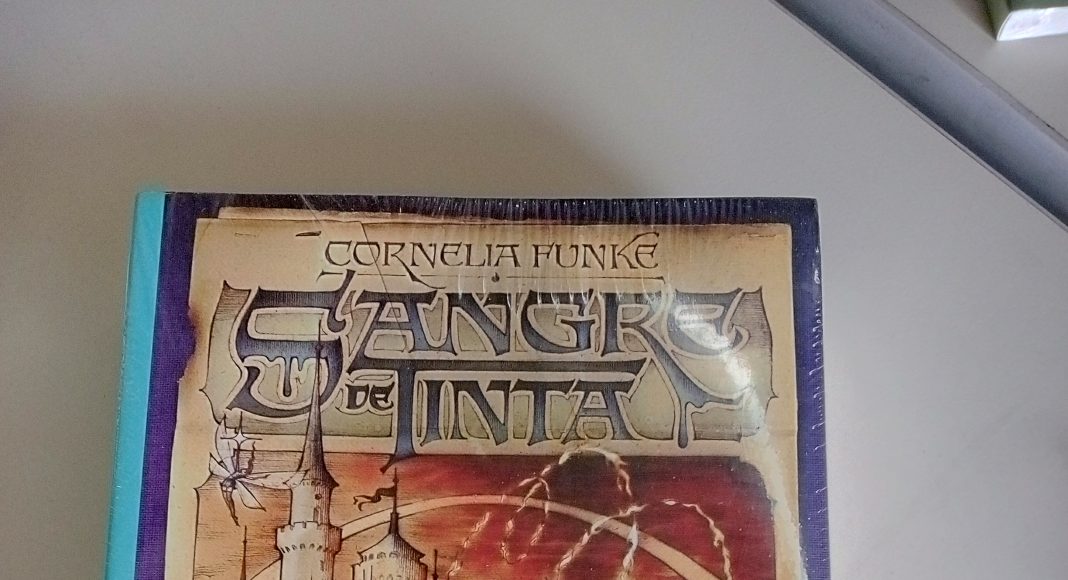 CORNELIA FUNKE
SANGRE
DE TINTA